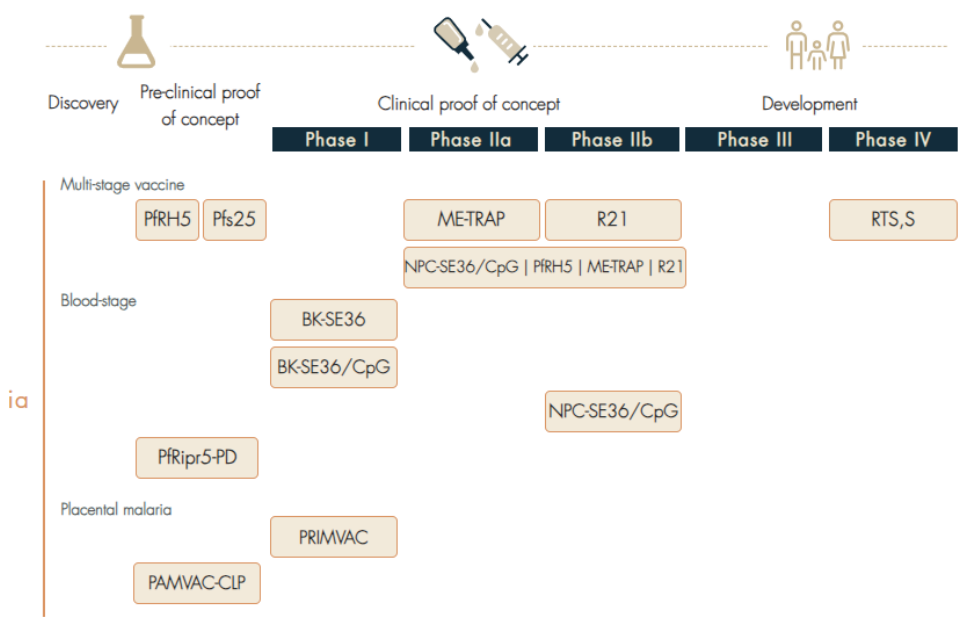 Discovery
Pre-clinical proof
of concept
Clinical proof of concept
Development
Phase I
Phase IIa
Phase IIb
Phase III
Phase IV
Multi-stage vaccine
PfRH5
Pfs25
ME-TRAP
R21
RTS,S
NPC-SE36/CpG | PfRH5 | ME-TRAP | R21
Blood-stage
BK-SE36
BK-SE36/CpG
ia
NPC-SE36/CpG
PfRipr5-PD
Placental malaria
PRIMVAC
PAMVAC-CLP